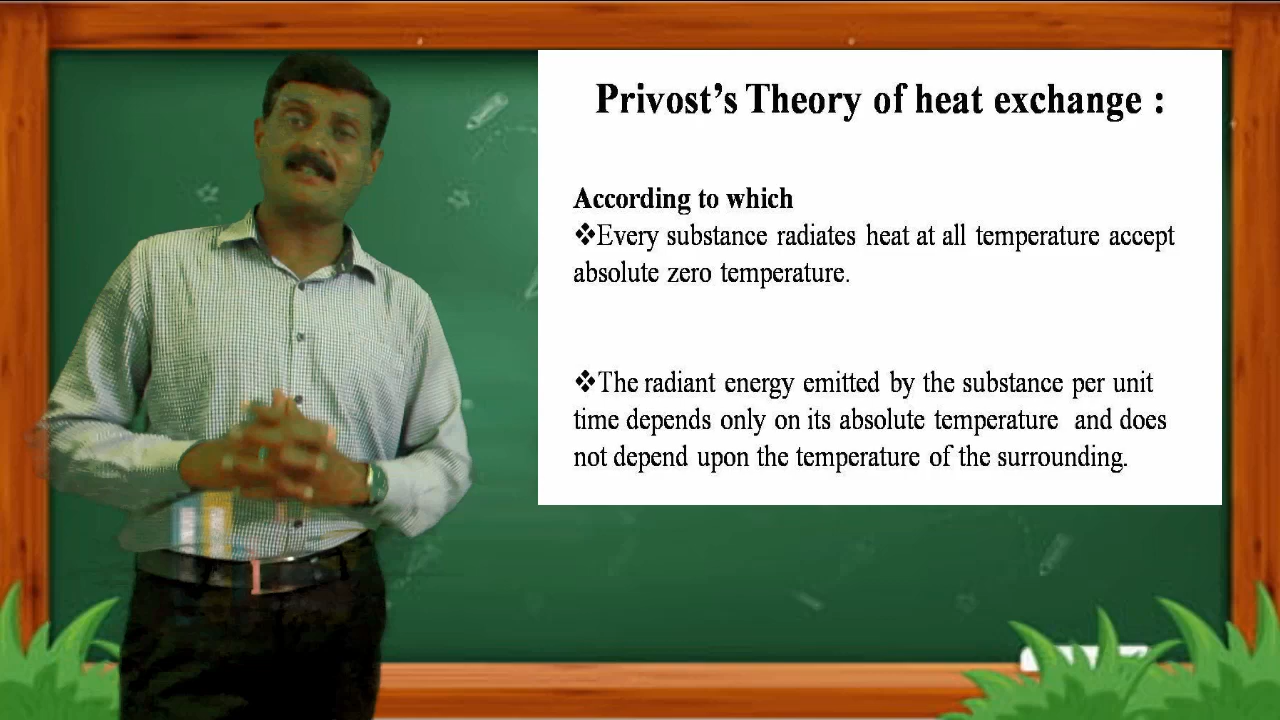 Privost’s Theory of heat exchange :
According to which
❖Every substance radiates heat at all temperature accept
absolute zero temperature.
❖The radiant energy emitted by the substance per unit
time depends only on its absolute temperature and does
not depend upon the temperature of the surrounding.